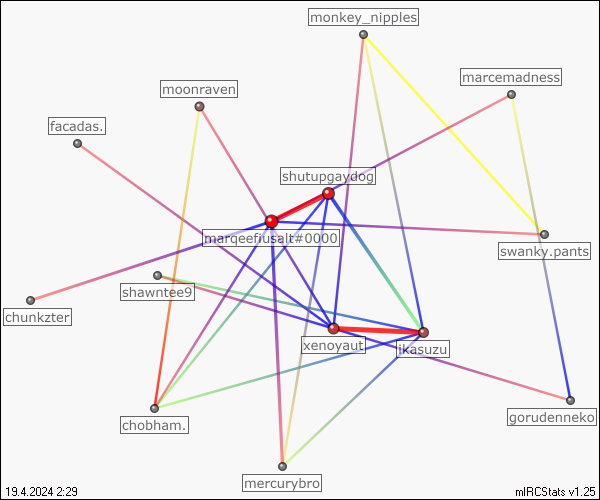 monkey_nipples
marcemadness
moonraven
facadas.
shutupgaydog
marqeefiusalt#0000
swanky.pants
shawntee9
chunkzter
xenoyaut
jkasuzu
gorudenneko
chobham.
mercurybro
19.4.2024 2:29
mIRCStats v1.25